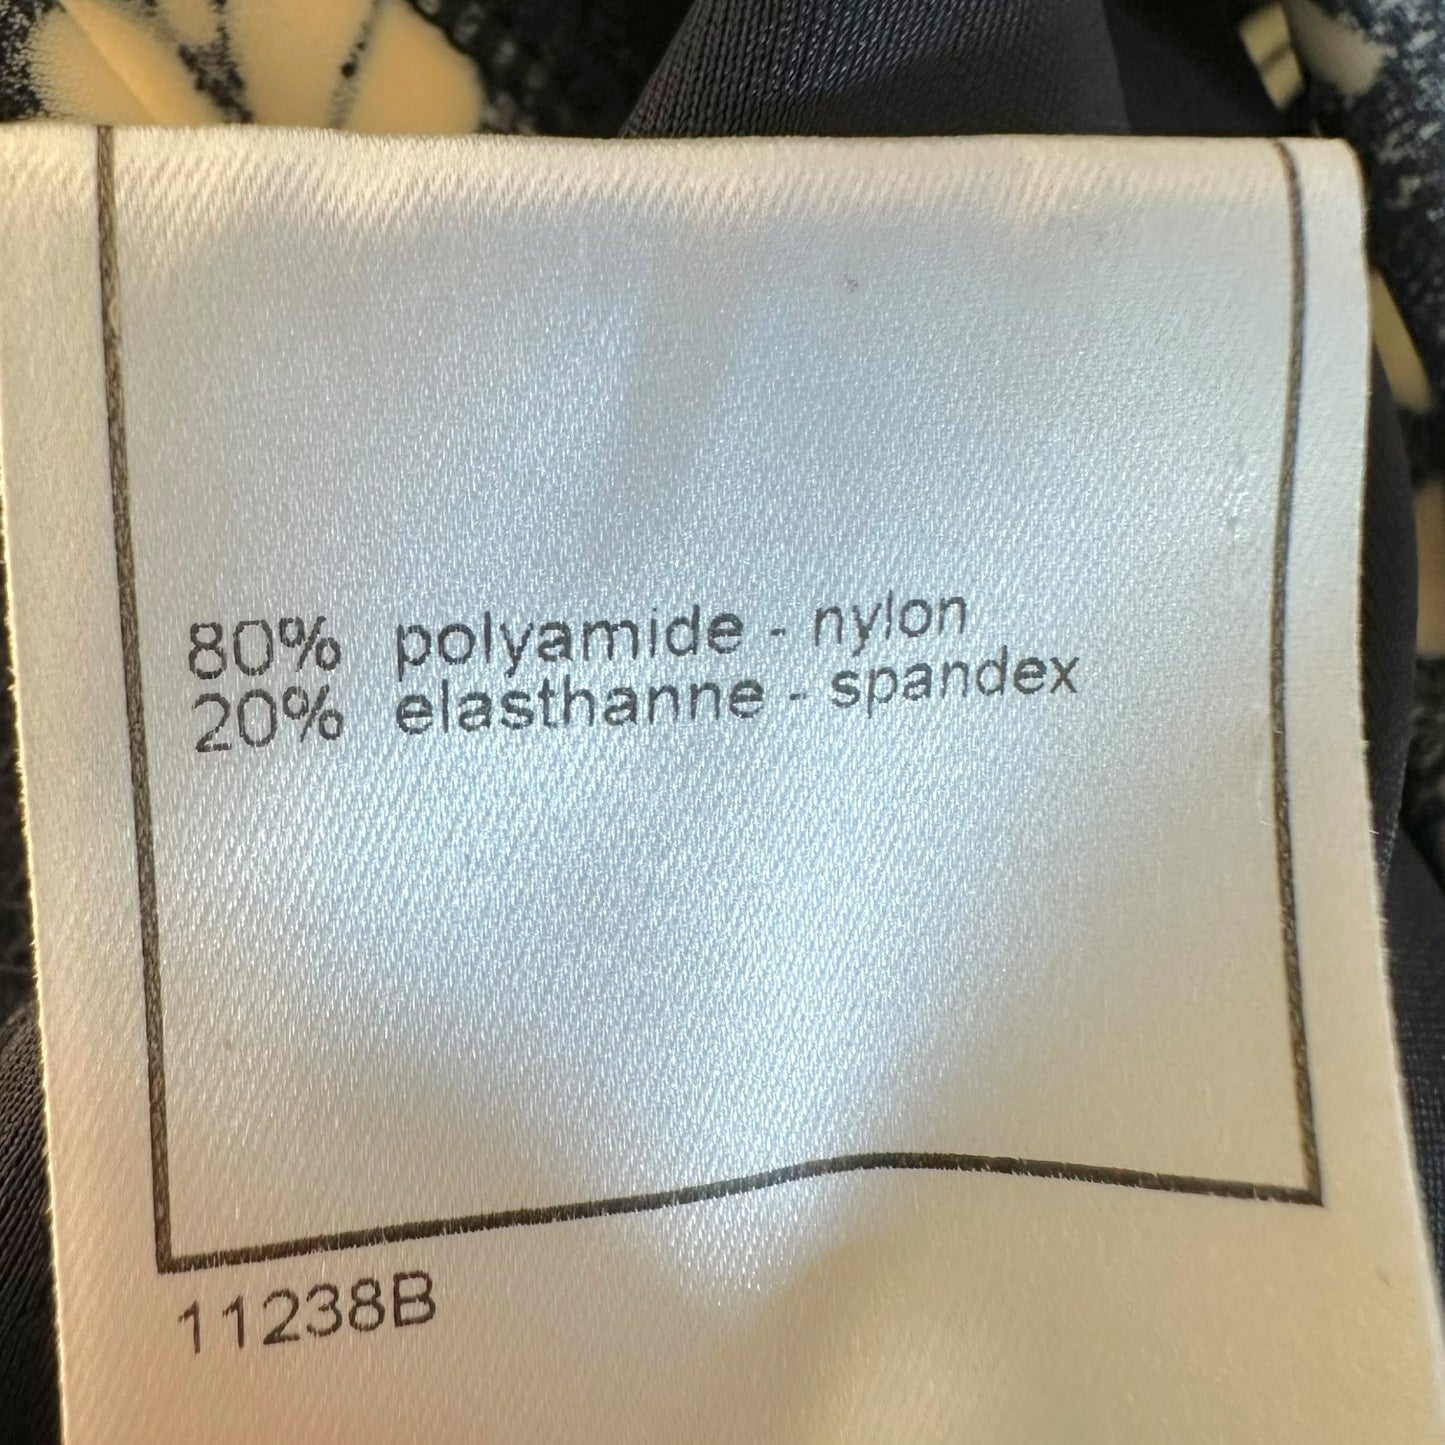 80% polyamide - nylon
20% elasthanne - spandex
11238B